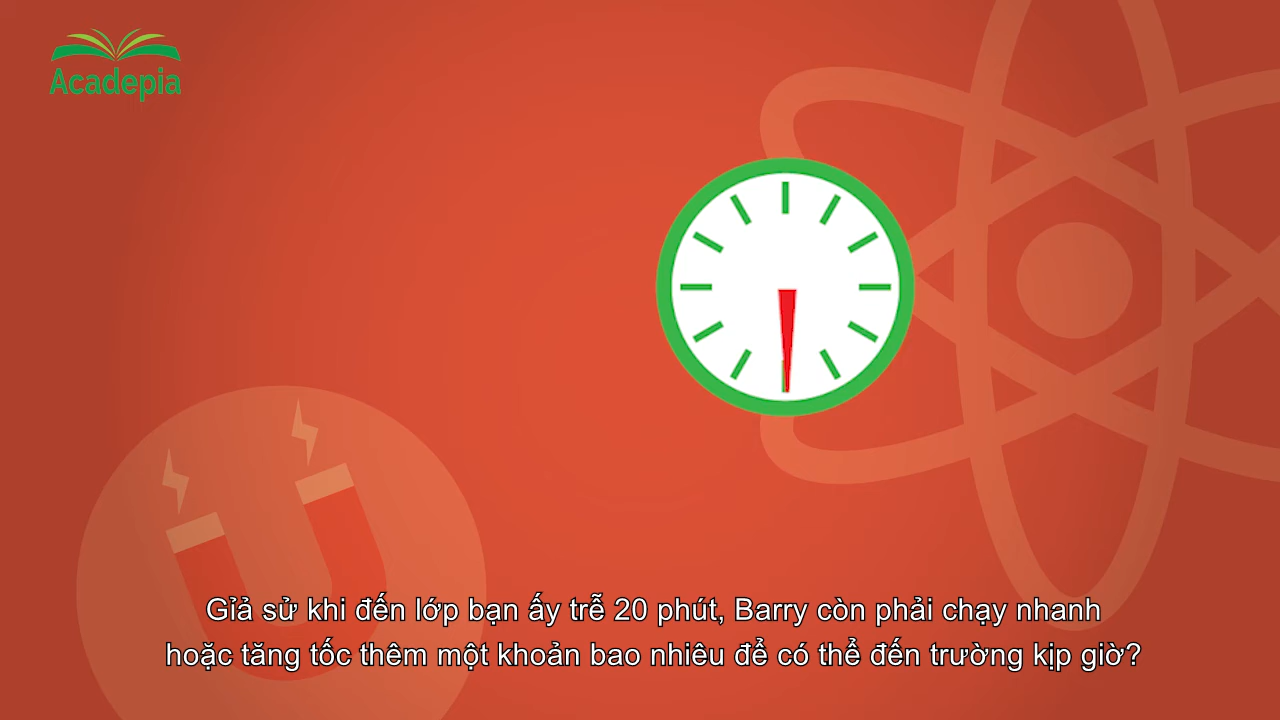 Acadepia
Gỉả sử khi đến lớp bạn ấy trễ 20 phút, Barry còn phải chạy nhanh
hoặc tăng tốc thêm một khoản bao nhiêu để có thể đến trường kịp giờ?